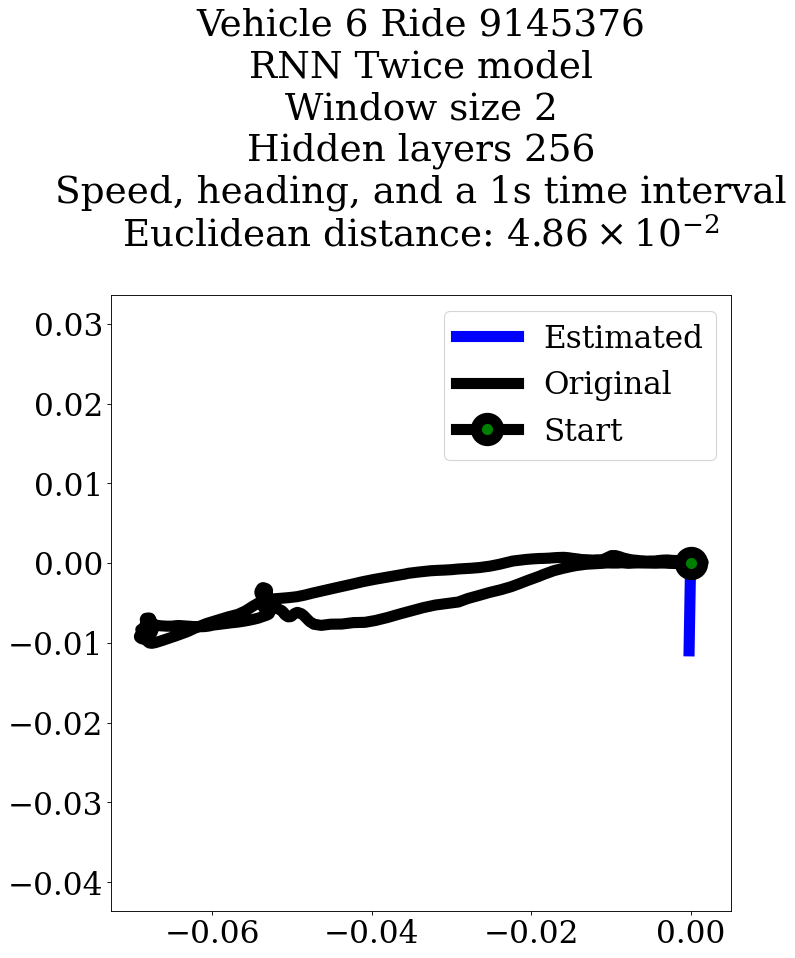 Vehicle 6 Ride 9145376
RNN Twice model
Window size 2
Hidden layers 256
Speed, heading, and a 1s time interval
Euclidean distance: 4.86 × 10⁻²
Estimated
Original
Start
0.03
0.02
0.01
0.00
−0.01
−0.02
−0.03
−0.04
−0.06 −0.04 −0.02 0.00